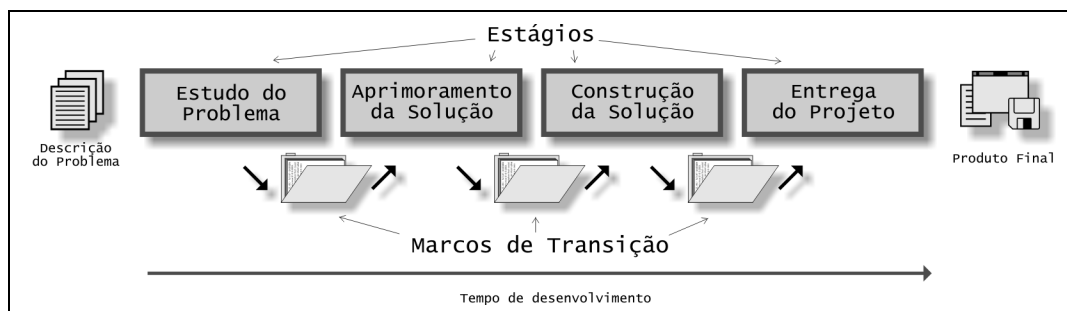 Estágios
Descrição
do Problema
Estudo do
Problema
Aprimoramento
da Solução
Construção
da Solução
Entrega
do Projeto
Produto Final
Marcos de Transição
Tempo de desenvolvimento